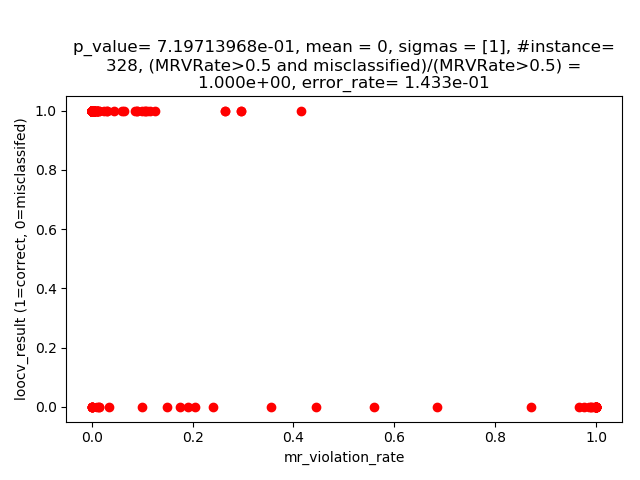 p_value= 7.19713968e-01, mean = 0, sigmas = [1], #instance=
328, (MRVRate>0.5 and misclassified)/(MRVRate>0.5) =
1.000e+00, error_rate= 1.433e-01
1.0
0.8
0.6
0.4
0.2
0.0
loocv_result (1=correct, 0=misclassifed)
0.0 0.2 0.4 0.6 0.8 1.0
mr_violation_rate